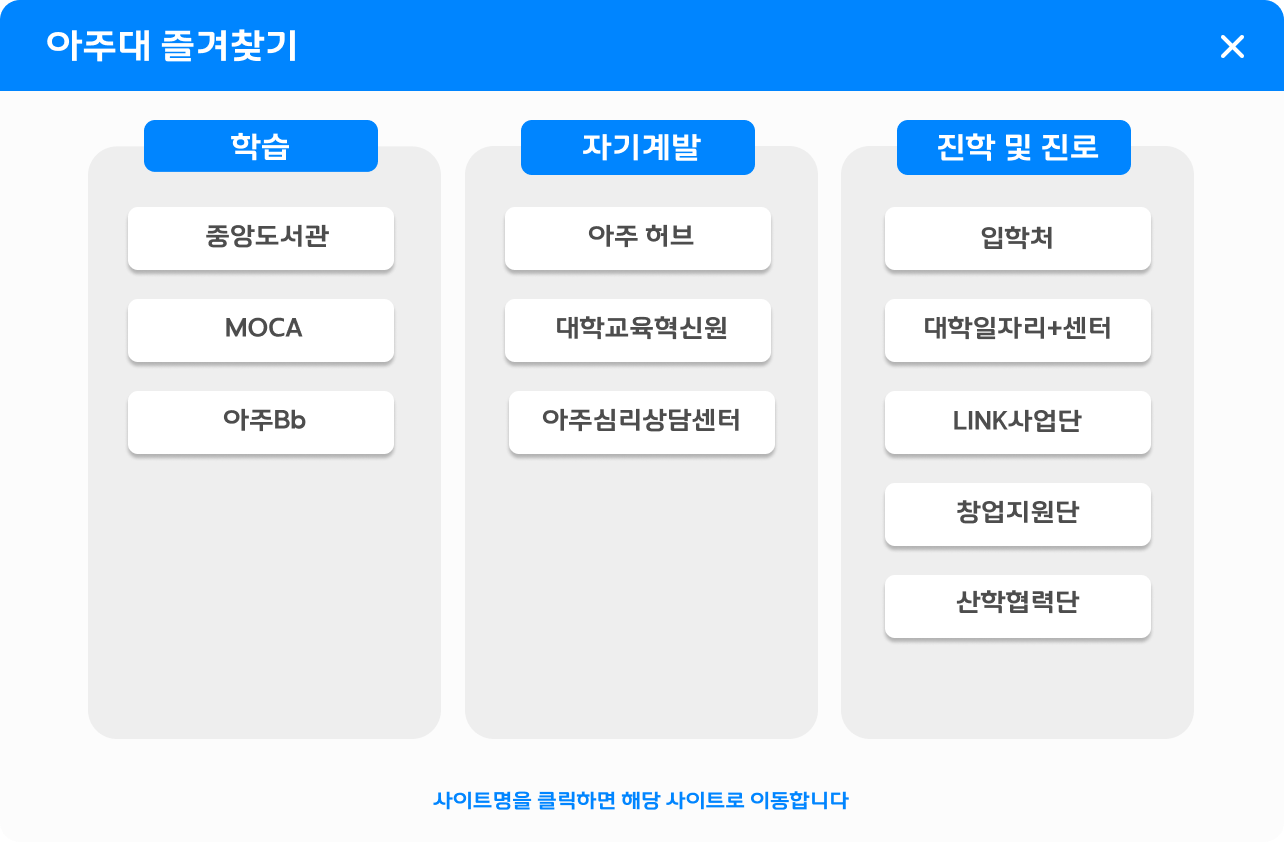 아주대 즐겨찾기
학습
중앙도서관
MOCA
아주Bb
자기계발
아주 허브
대학교육혁신원
아주심리상담센터
진학 및 진로
입학처
대학일자리+센터
LINK사업단
창업지원단
산학협력단
사이트명을 클릭하면 해당 사이트로 이동합니다